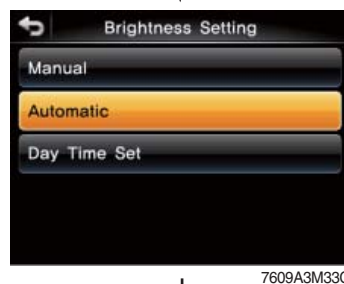 Brightness Setting
Manual
Automatic
Day Time Set
7609A3M33C